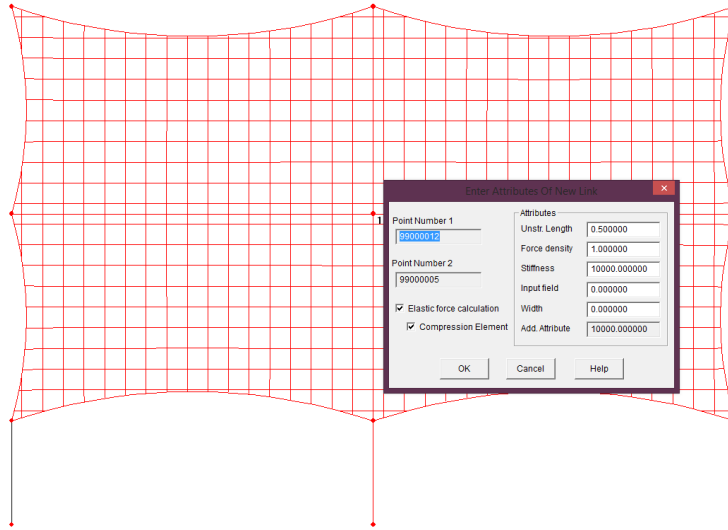 Enter Attributes Of New Link
Point Number 1
99000012
Point Number 2
99000005
Elastic force calculation
Compression Element
Attributes
Unstr. Length 0.500000
Force density 1.000000
Stiffness 10000.000000
Input field 0.000000
Width 0.000000
Add. Attribute 10000.000000
OK Cancel Help